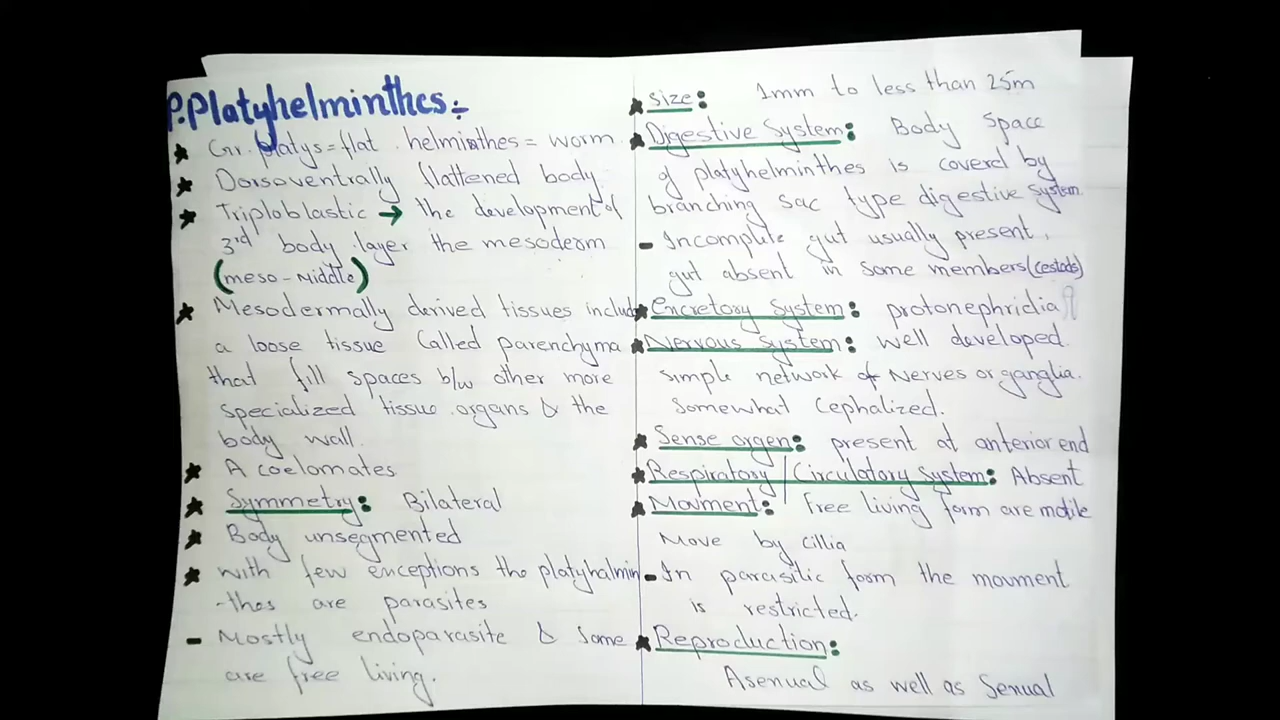 P.Platyhelminthes:-
Gr. platys = flat . helminthes = worm
Dorsoventrally flattened body
Triploblastic → the development of
3rd body layer the mesoderm
(meso-Middle)
Mesodermally derived tissues include
a loose tissue Called parenchyma
that fill spaces b/w other more
specialized tissue.organs & the
body wall.
A coelomates
Symmetry: Bilateral
Body unsegmented
with few exceptions the platyhalmin
-thes are parasites
- Mostly endoparasite & Some
are free living.
Size: 1mm to less than 25m
Digestive System: Body Space
of platyhelminthes is coverd by
branching sac type digestive system
- Incomplete gut usually present,
gut absent in some members(cestods)
Excretory System: protonephridia
Nervous system: well developed.
simple network of Nerves or ganglia.
Somewhat Cephalized.
Sense orgen: present at anterior end
Respiratory / Circulatory System: Absent
Movment: Free living form are motile
Move by cillia
- In parasitic form the movment
is restricted.
Reproduction:
Asexual as well as Sexual